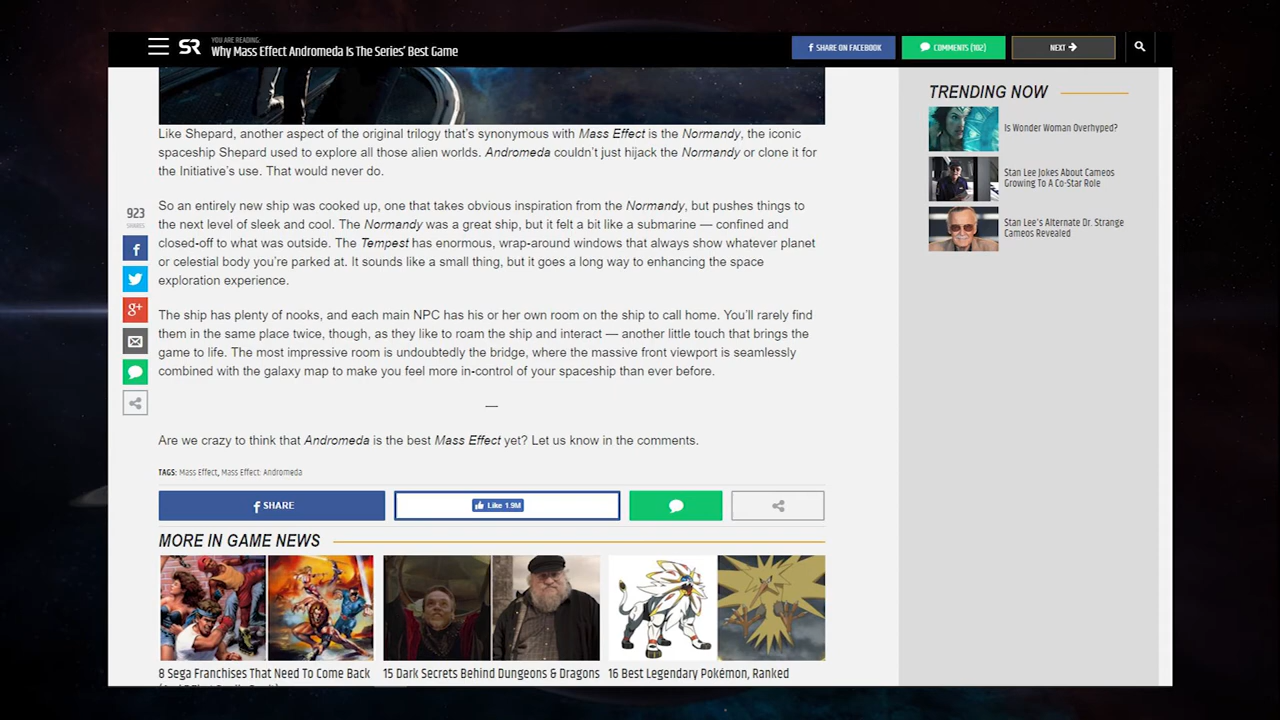 SR
YOU ARE READING:
Why Mass Effect Andromeda Is The Series' Best Game
f SHARE ON FACEBOOK
COMMENTS (102)
NEXT
Like Shepard, another aspect of the original trilogy that's synonymous with Mass Effect is the Normandy, the iconic
spaceship Shepard used to explore all those alien worlds. Andromeda couldn't just hijack the Normandy or clone it for
the Initiative's use. That would never do.
So an entirely new ship was cooked up, one that takes obvious inspiration from the Normandy, but pushes things to
the next level of sleek and cool. The Normandy was a great ship, but it felt a bit like a submarine — confined and
closed-off to what was outside. The Tempest has enormous, wrap-around windows that always show whatever planet
or celestial body you're parked at. It sounds like a small thing, but it goes a long way to enhancing the space
exploration experience.
The ship has plenty of nooks, and each main NPC has his or her own room on the ship to call home. You'll rarely find
them in the same place twice, though, as they like to roam the ship and interact — another little touch that brings the
game to life. The most impressive room is undoubtedly the bridge, where the massive front viewport is seamlessly
combined with the galaxy map to make you feel more in-control of your spaceship than ever before.
—
Are we crazy to think that Andromeda is the best Mass Effect yet? Let us know in the comments.
TAGS: Mass Effect, Mass Effect: Andromeda
f SHARE
Like 1.9M
923
SHARES
f
g+
MORE IN GAME NEWS
8 Sega Franchises That Need To Come Back
15 Dark Secrets Behind Dungeons & Dragons
16 Best Legendary Pokémon, Ranked
TRENDING NOW
Is Wonder Woman Overhyped?
Stan Lee Jokes About Cameos
Growing To A Co-Star Role
Stan Lee's Alternate Dr. Strange
Cameos Revealed